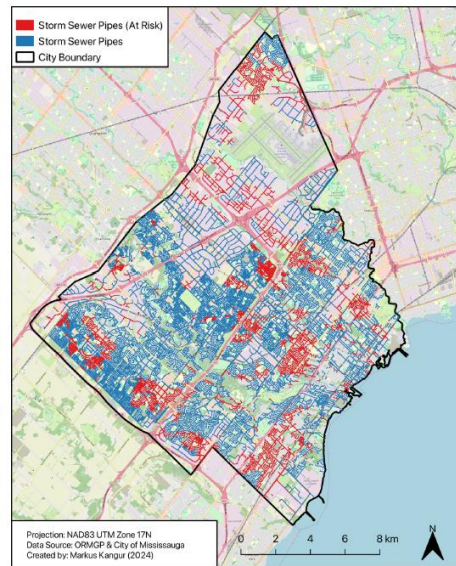 Storm Sewer Pipes (At Risk)
Storm Sewer Pipes
City Boundary
Projection: NAD83 UTM Zone 17N
Data Source: ORMGP & City of Mississauga
Created by: Markus Kangur (2024)
0 2 4 6 8 km
N